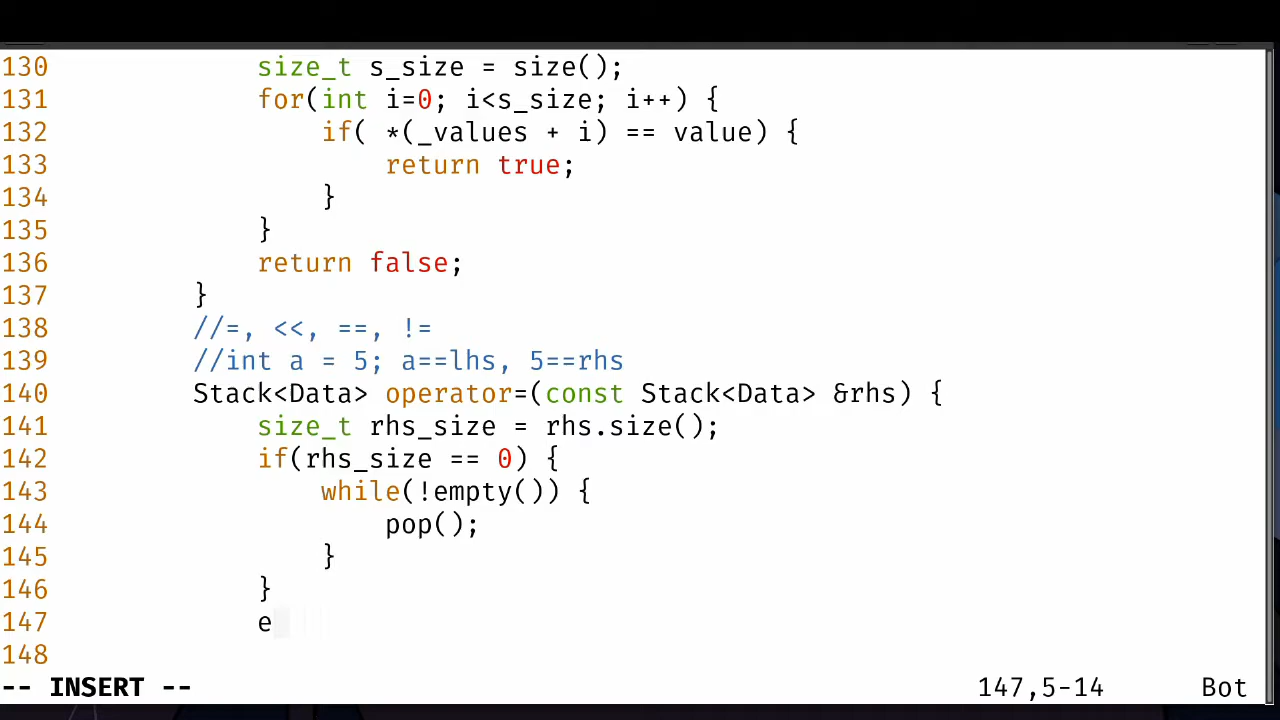 130             size_t s_size = size();
131             for(int i=0; i<s_size; i++) {
132                 if( *(_values + i) == value) {
133                     return true;
134                 }
135             }
136             return false;
137         }
138         //=, <<, ==, !=
139         //int a = 5; a==lhs, 5==rhs
140         Stack<Data> operator=(const Stack<Data> &rhs) {
141             size_t rhs_size = rhs.size();
142             if(rhs_size == 0) {
143                 while(!empty()) {
144                     pop();
145                 }
146             }
147             e
148
-- INSERT -- 147,5-14 Bot